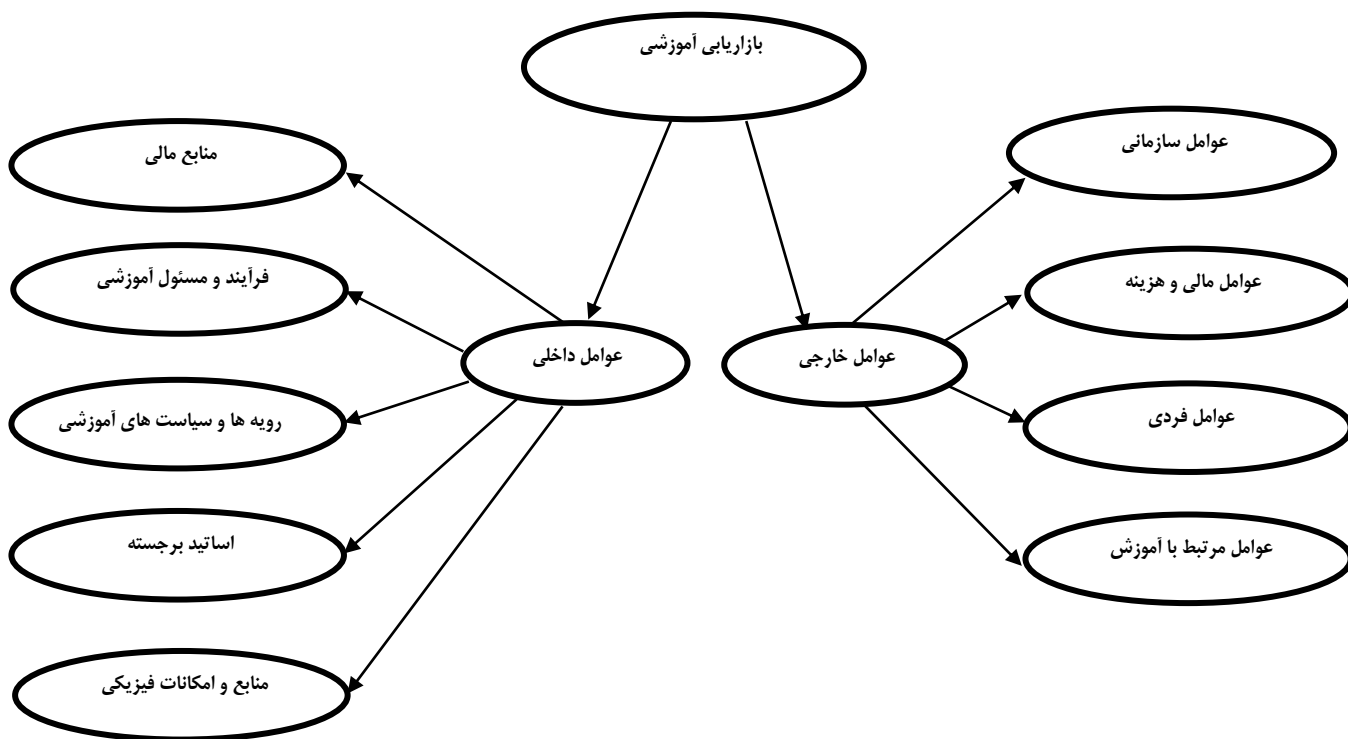 بازاریابی آموزشی
عوامل سازمانی
منابع مالی
عوامل مالی و هزینه
فرآیند و مسئول آموزشی
عوامل خارجی
عوامل داخلی
عوامل فردی
رویه ها و سیاست های آموزشی
عوامل مرتبط با آموزش
اساتید برجسته
منابع و امکانات فیزیکی